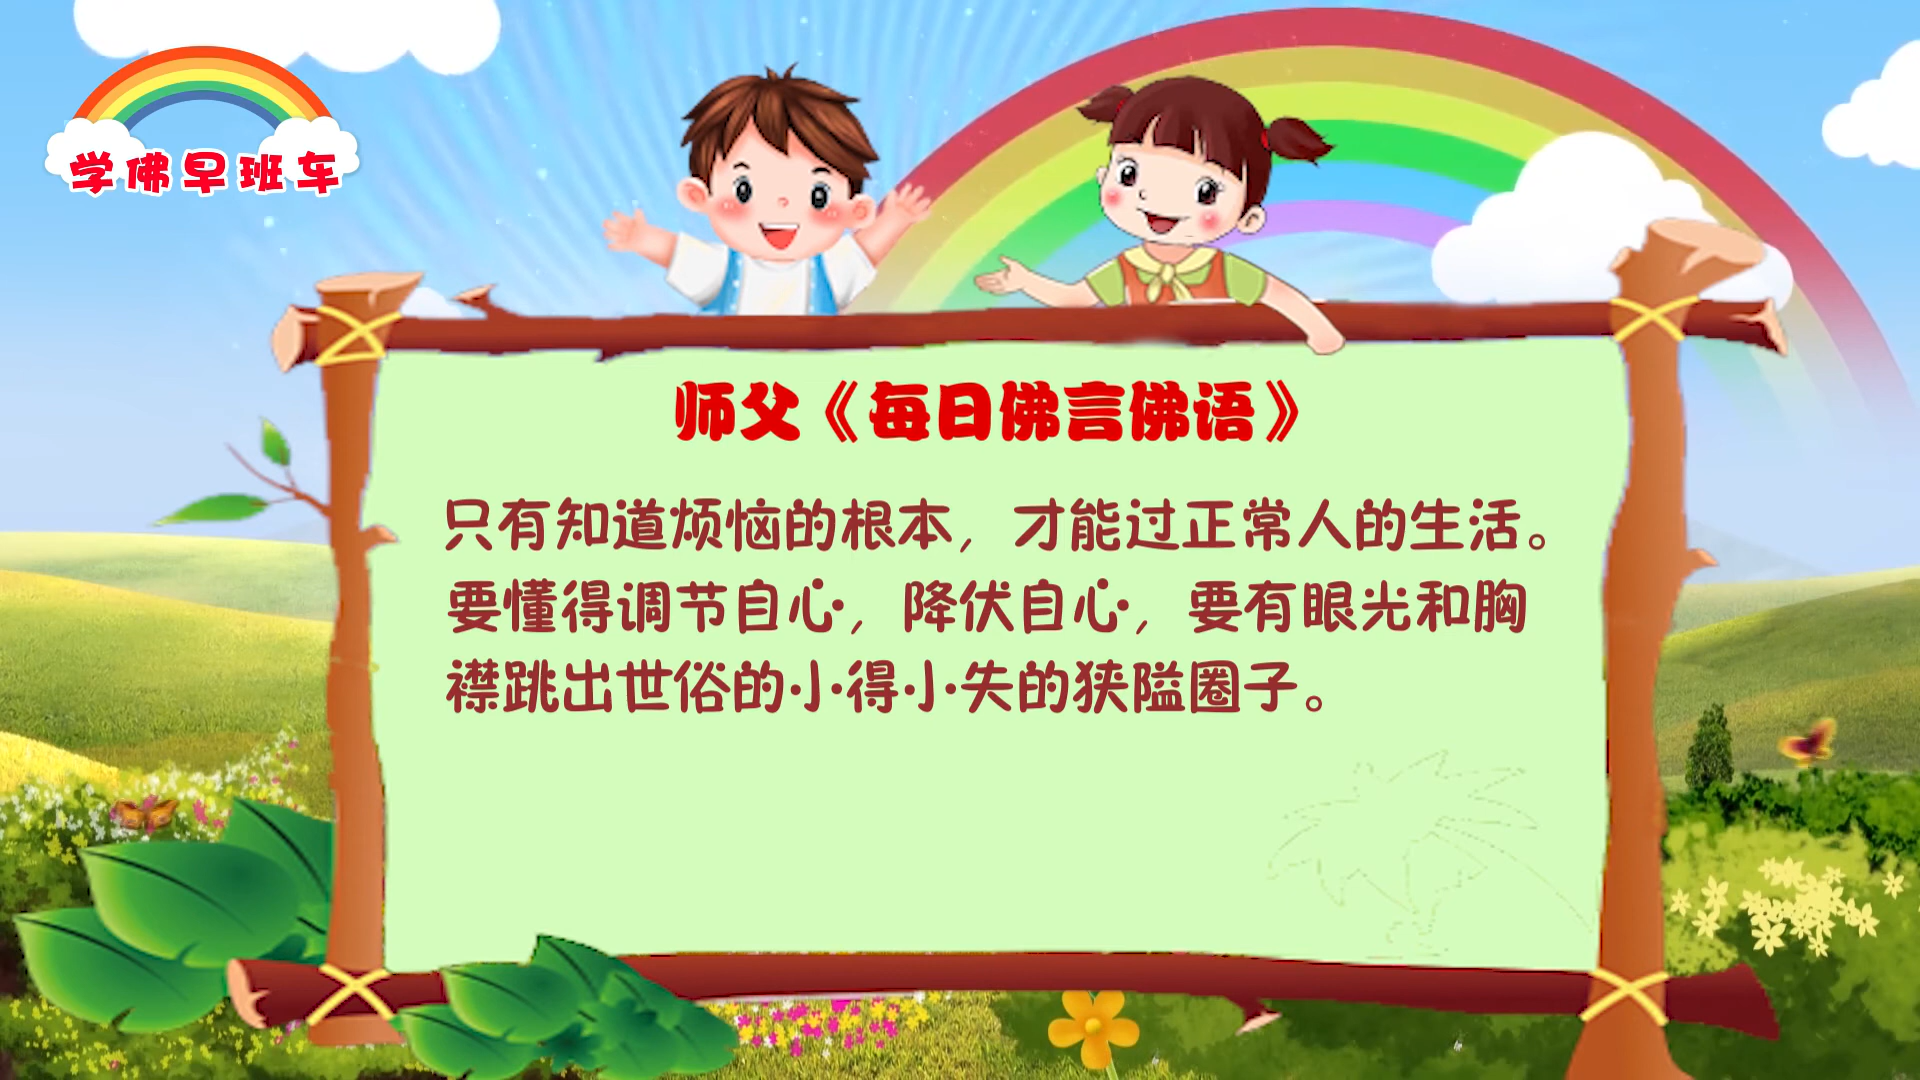 学佛早班车
师父《每日佛言佛语》
只有知道烦恼的根本，才能过正常人的生活。
要懂得调节自心，降伏自心，要有眼光和胸
襟跳出世俗的小得小失的狭隘圈子。